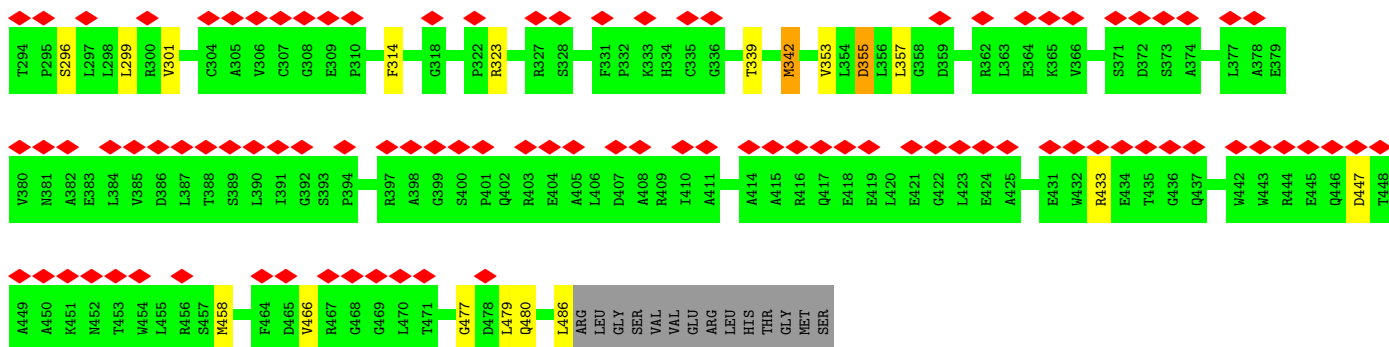 T294 P295 S296 L297 L298 L299 R300 V301 C304 A305 V306 C307 G308 E309 P310 F314 G318 P322 R323 R327 S328 F331 P332 K333 H334 C335 G336 T339 M342 V353 L354 D355 L356 L357 G358 D359 R362 L363 E364 K365 V366 S371 D372 S373 A374 L377 A378 E379
V380 N381 A382 E383 L384 V385 D386 L387 T388 S389 L390 I391 G392 S393 P394 R397 A398 G399 S400 P401 Q402 R403 E404 A405 L406 D407 A408 R409 I410 A411 A414 A415 R416 Q417 E418 E419 L420 E421 G422 L423 E424 A425 E431 W432 R433 E434 T435 G436 Q437 W442 W443 R444 E445 Q446 D447 T448
A449 A450 K451 N452 T453 W454 L455 R456 S457 M458 F464 D465 V466 R467 G468 G469 L470 T471 G477 D478 L479 Q480 L486 ARG LEU GLY SER VAL VAL GLU ARG LEU HIS THR GLY MET SER